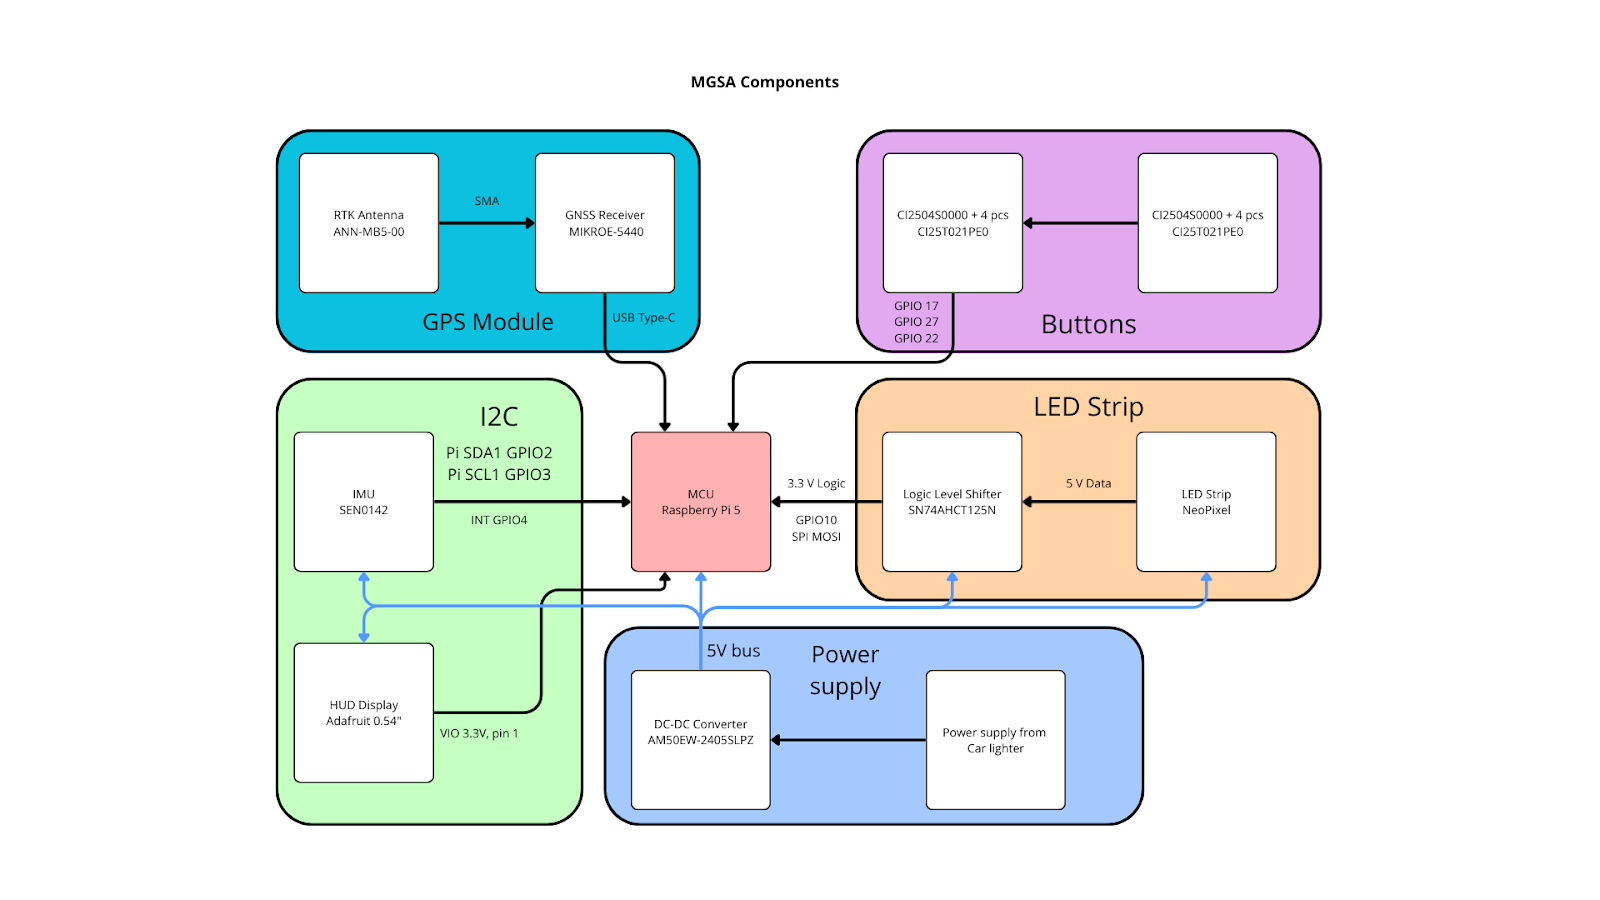 MGSA Components
RTK Antenna
ANN-MB5-00
SMA
GNSS Receiver
MIKROE-5440
GPS Module
USB Type-C
CI2504S0000 + 4 pcs
CI25T021PE0
CI2504S0000 + 4 pcs
CI25T021PE0
GPIO 17
GPIO 27
GPIO 22
Buttons
I2C
Pi SDA1 GPIO2
Pi SCL1 GPIO3
IMU
SEN0142
INT GPIO4
MCU
Raspberry Pi 5
LED Strip
3.3 V Logic
GPIO10
SPI MOSI
Logic Level Shifter
SN74AHCT125N
5 V Data
LED Strip
NeoPixel
HUD Display
Adafruit 0.54"
VIO 3.3V, pin 1
5V bus
Power
supply
DC-DC Converter
AM50EW-2405SLPZ
Power supply from
Car lighter